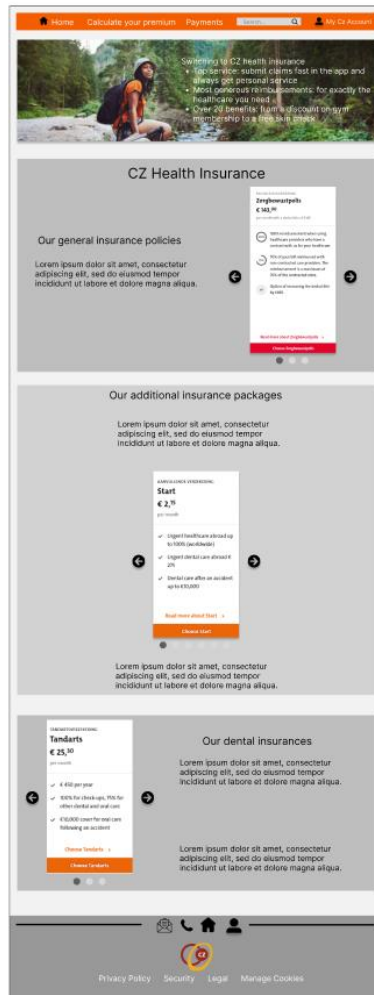 Home Calculate your premium Payments Search... My Cz Account
Switching to CZ health insurance
• Top service: submit claims fast in the app and
always get personal service
• Most generous reimbursements: for exactly the
healthcare you need
• Over 20 benefits: from a discount on gym
membership to a free skin check
CZ Health Insurance
Our general insurance policies
Lorem ipsum dolor sit amet, consectetur
adipiscing elit, sed do eiusmod tempor
incididunt ut labore et dolore magna aliqua.
Zorgbewustpolis
Read more about Zorgbewustpolis >
Choose Zorgbewustpolis
Our additional insurance packages
Lorem ipsum dolor sit amet, consectetur
adipiscing elit, sed do eiusmod tempor
incididunt ut labore et dolore magna aliqua.
AANVULLENDE VERZEKERING
Start
€ 2,15
per month
Urgent healthcare abroad up
to 100% (worldwide)
Urgent dental care abroad €
Dental care after an accident
up to €10,000
Read more about Start >
Choose Start
Lorem ipsum dolor sit amet, consectetur
adipiscing elit, sed do eiusmod tempor
incididunt ut labore et dolore magna aliqua.
TANDARTSVERZEKERING
Tandarts
€ 25,50
per month
€ 450 per year
100% for check-ups, 75% for
other dental and oral care
€10,000 cover for oral care
following an accident
Choose Tandarts >
Choose Tandarts
Our dental insurances
Lorem ipsum dolor sit amet, consectetur
adipiscing elit, sed do eiusmod tempor
incididunt ut labore et dolore magna aliqua.
Lorem ipsum dolor sit amet, consectetur
adipiscing elit, sed do eiusmod tempor
incididunt ut labore et dolore magna aliqua.
CZ
Privacy Policy Security Legal Manage Cookies